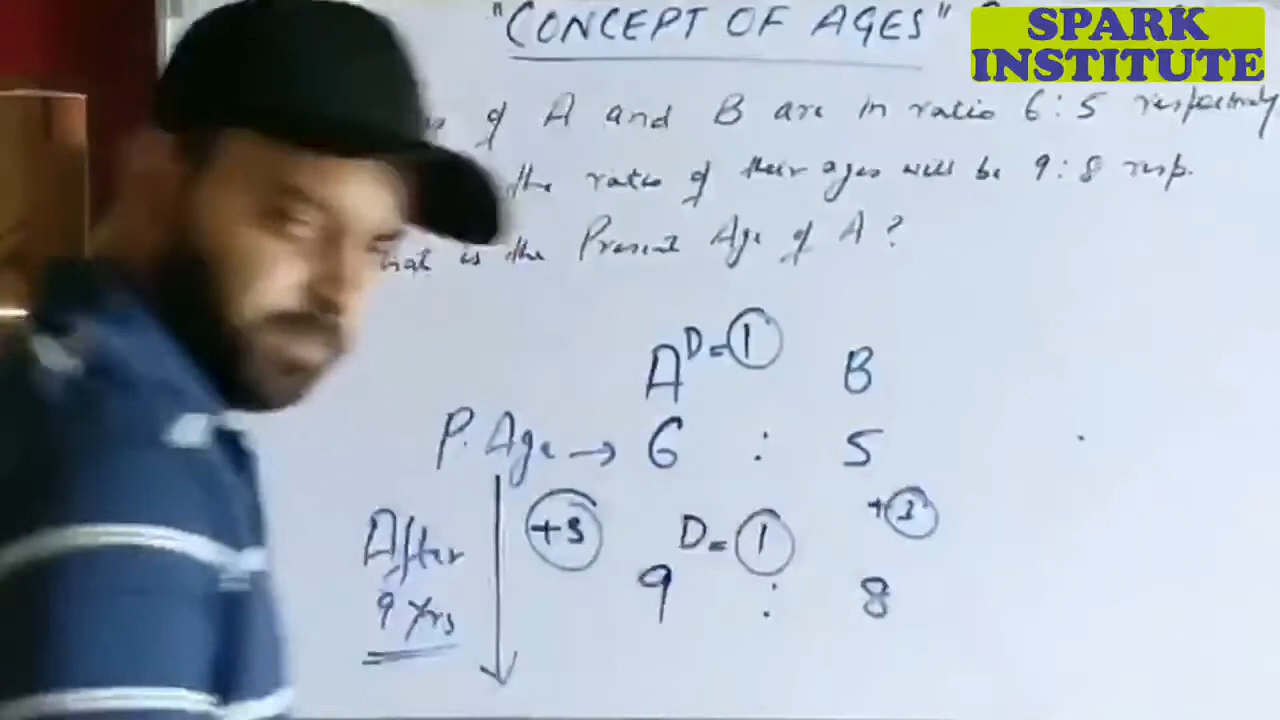 "CONCEPT OF AGES"
SPARK
INSTITUTE
of A and B are in ratio 6:5 respectively
the ratio of their ages will be 9:8 resp.
is the Present Age of A?
A D=1 B
P. Age → 6 : 5
After +3 D=1 +3
9 Yrs 9 : 8